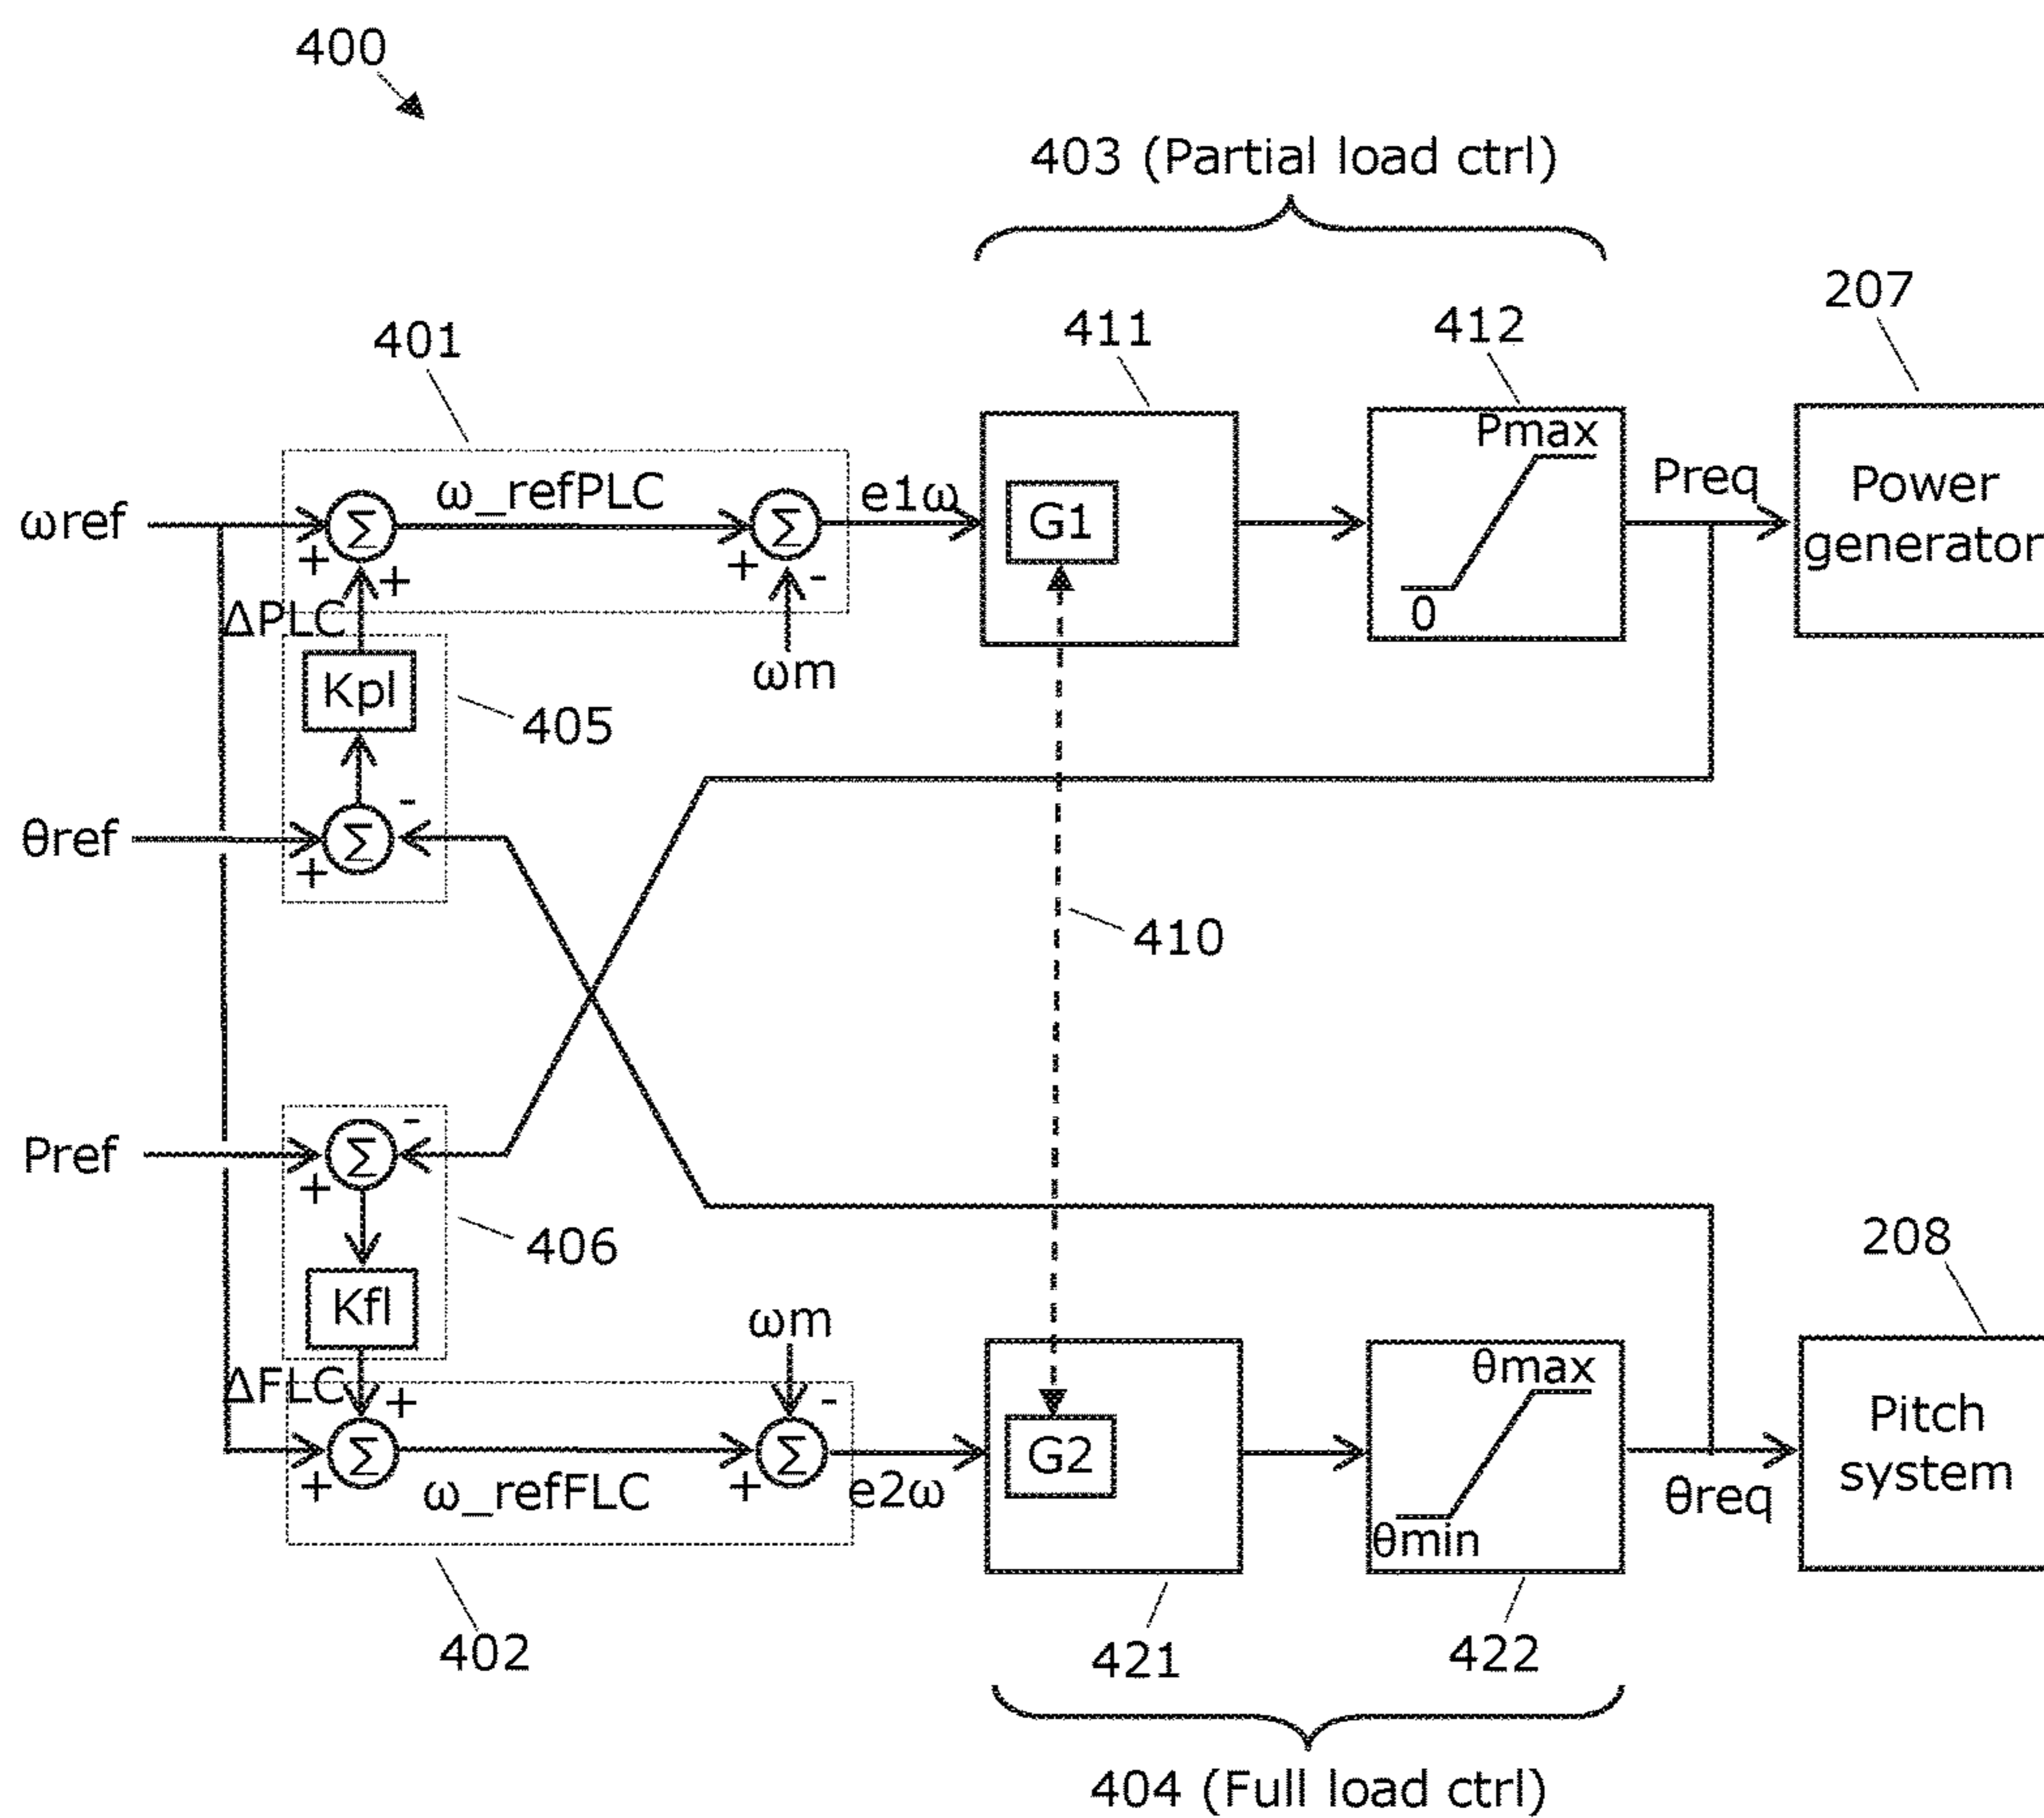 400
403 (Partial load ctrl)
207
411
412
401
Pmax
ω_refPLC
e1ω
Preq
Power
generator
ωref
Σ
Σ
G1
+
+
+
-
0
ΔPLC
ωm
Kpl
405
-
θref
Σ
+
410
-
Pref
Σ
+
406
208
Kfl
ωm
θmax
ΔFLC
+
-
Pitch
system
Σ
Σ
G2
+
+
ω_refFLC
e2ω
θreq
θmin
402
421
422
404 (Full load ctrl)